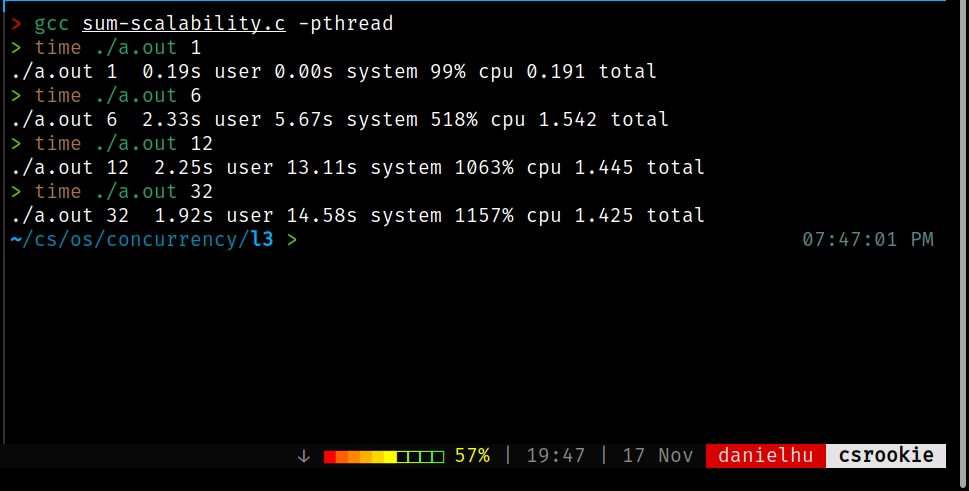 > gcc sum-scalability.c -pthread
> time ./a.out 1
./a.out 1  0.19s user 0.00s system 99% cpu 0.191 total
> time ./a.out 6
./a.out 6  2.33s user 5.67s system 518% cpu 1.542 total
> time ./a.out 12
./a.out 12  2.25s user 13.11s system 1063% cpu 1.445 total
> time ./a.out 32
./a.out 32  1.92s user 14.58s system 1157% cpu 1.425 total
~/cs/os/concurrency/l3 > 07:47:01 PM
↓ 57% | 19:47 | 17 Nov danielhu csrookie